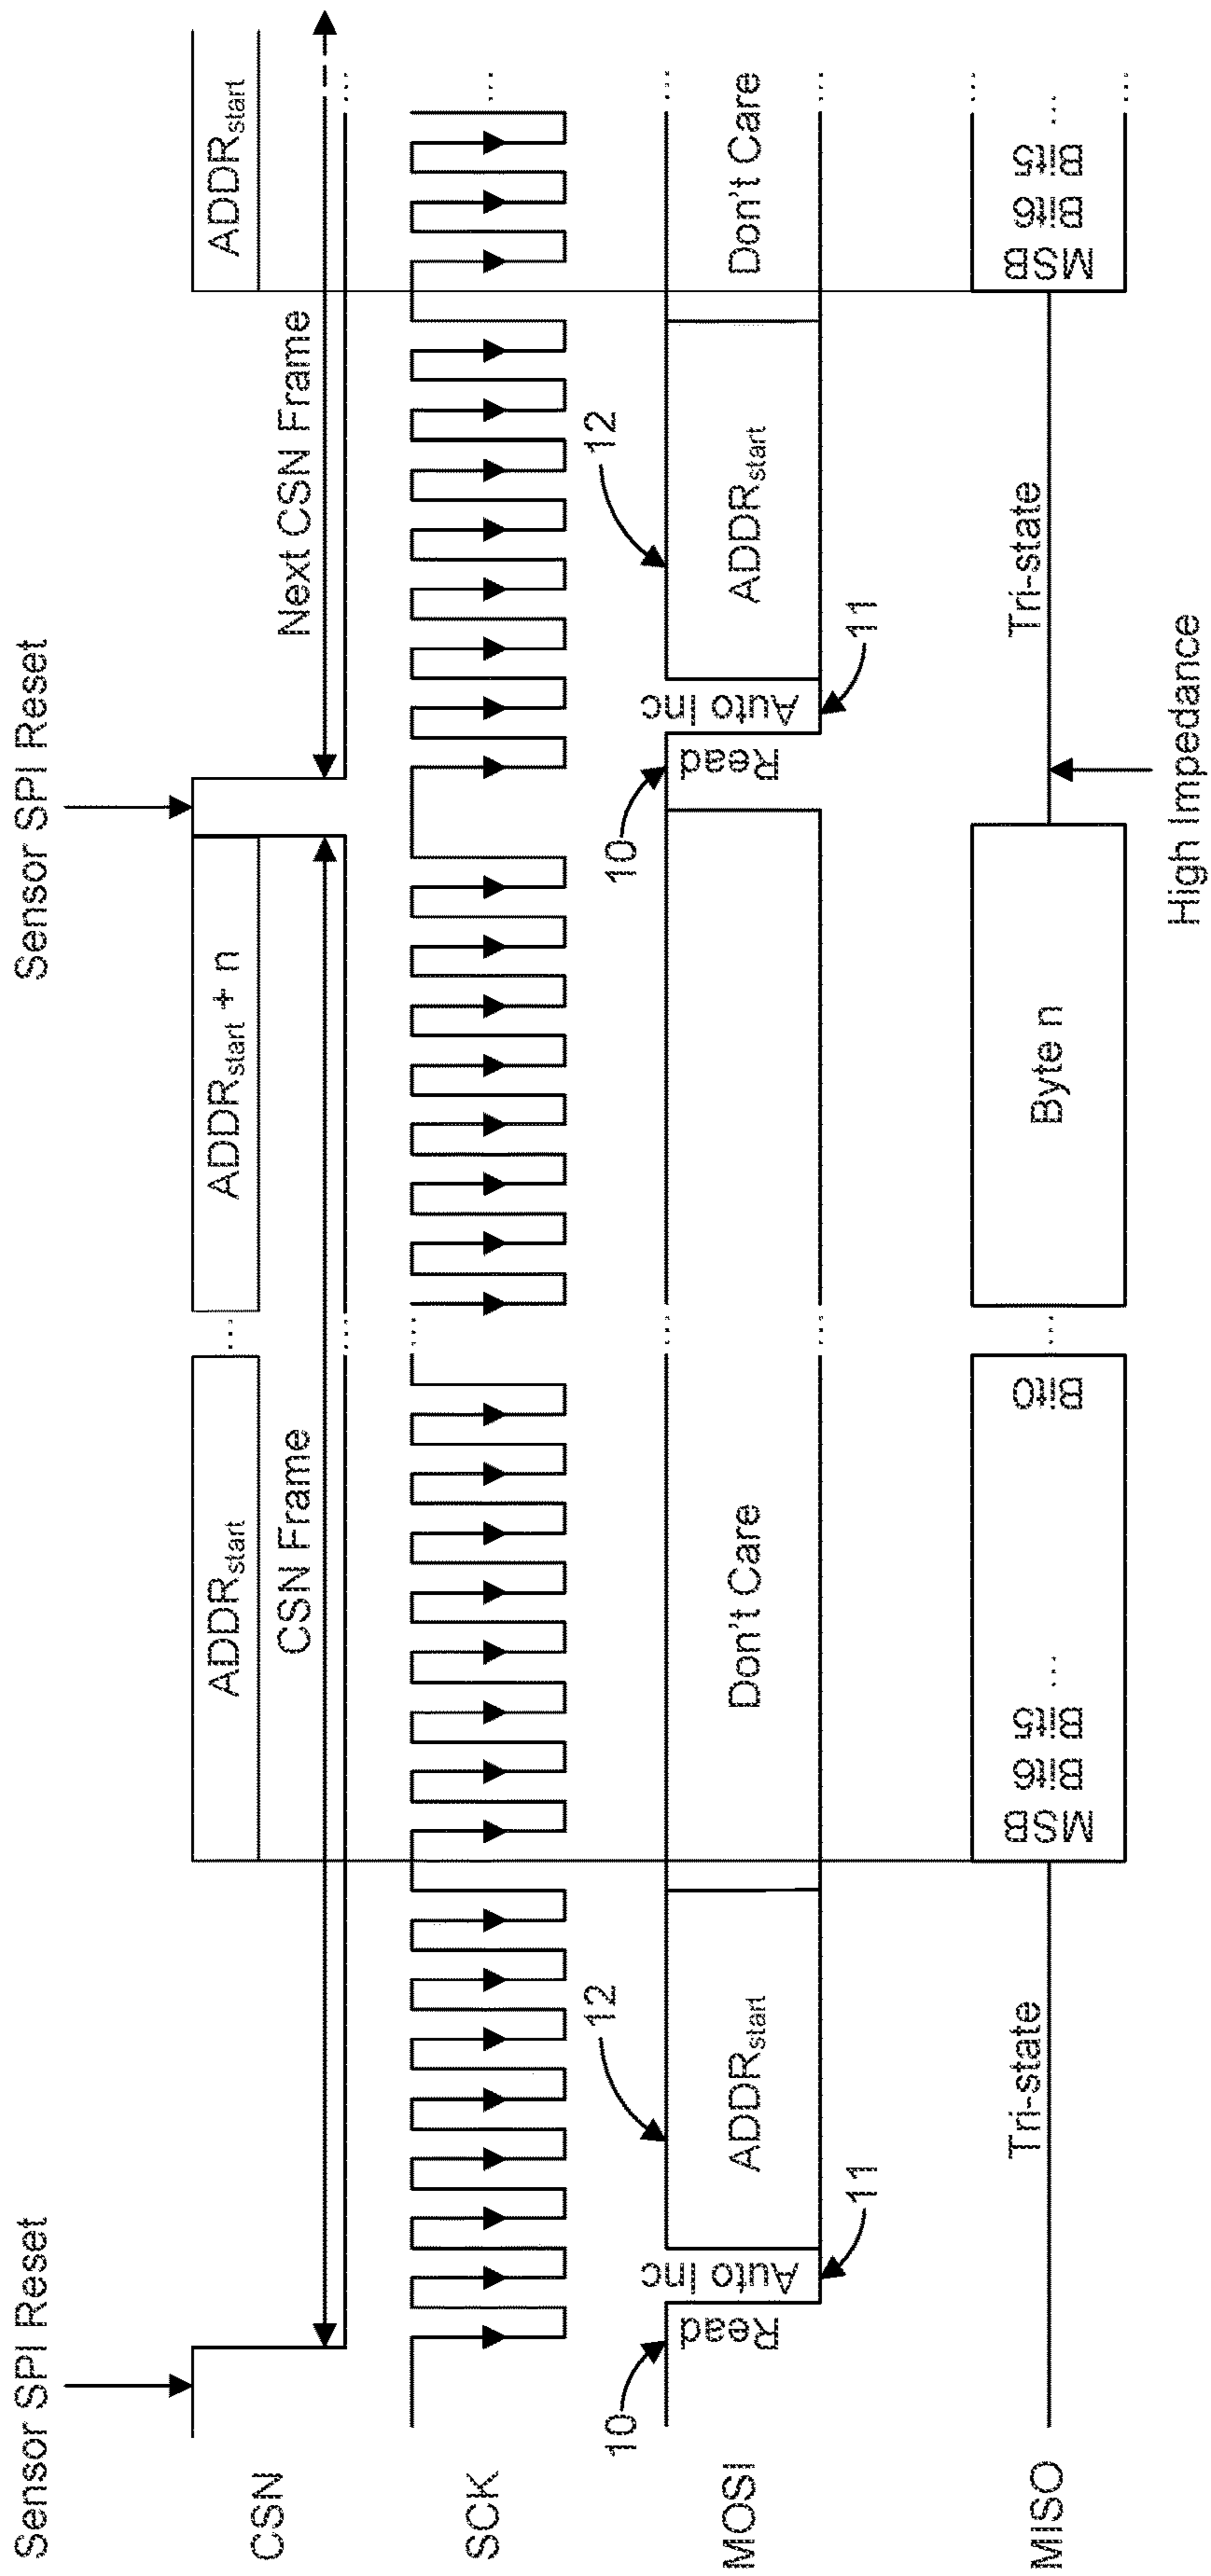 Sensor SPI Reset
Sensor SPI Reset
CSN
ADDRstart
...
ADDRstart + n
ADDRstart
CSN Frame
Next CSN Frame
...
...
SCK
...
...
10
12
10
12
...
...
MOSI
Read
Auto Inc
ADDRstart
Don't Care
Read
Auto Inc
ADDRstart
Don't Care
...
...
11
11
...
MISO
Tri-state
MSB
Bit6
Bit5
...
Bit0
...
Byte n
Tri-state
MSB
Bit6
Bit5
...
...
High Impedance